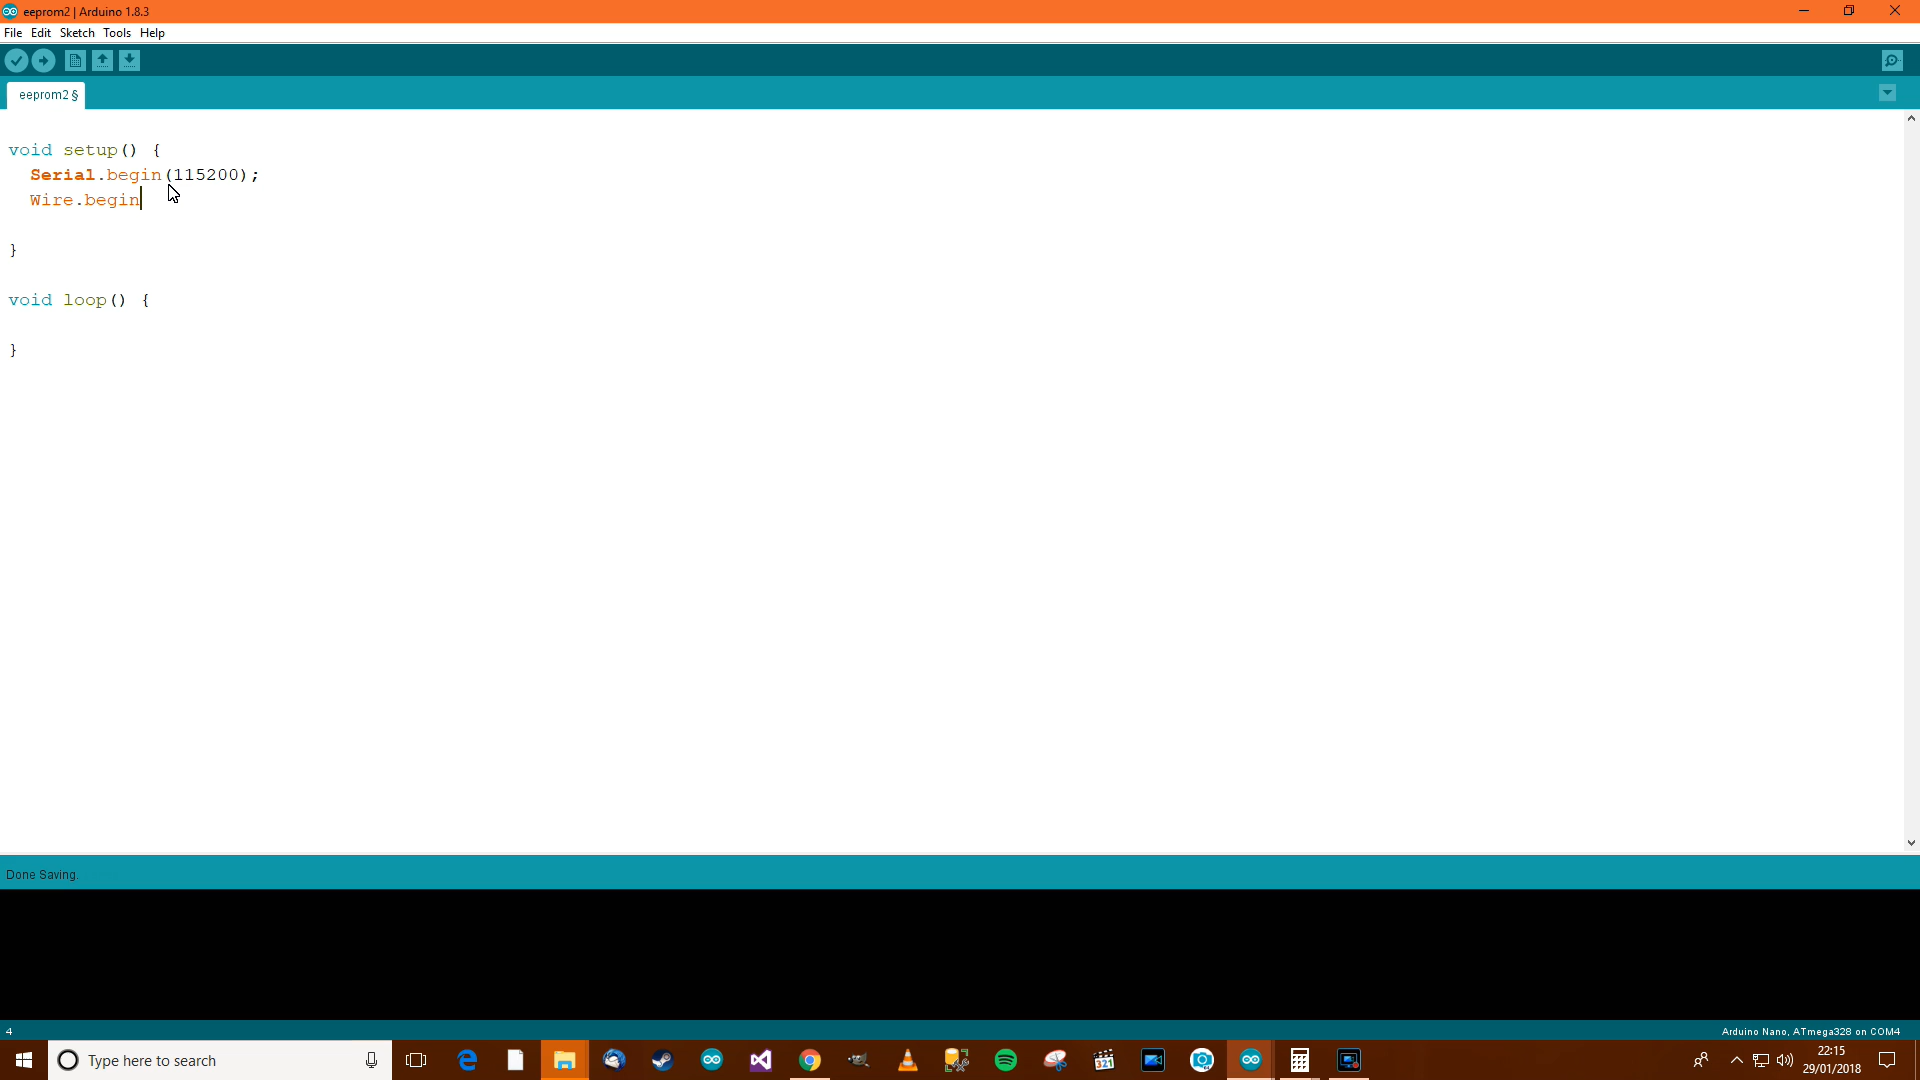 eeprom2 | Arduino 1.8.3
File Edit Sketch Tools Help
eeprom2 §
void setup() {
Serial.begin(115200);
Wire.begin
}
void loop() {
}
Done Saving.
4
Arduino Nano, ATmega328 on COM4
Type here to search
321
22:15
29/01/2018